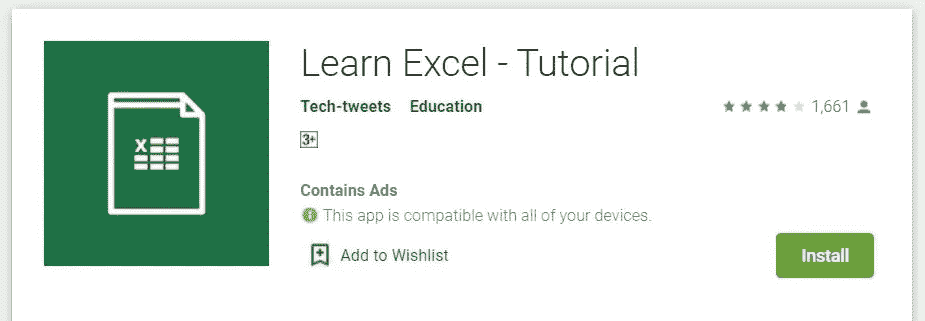 Learn Excel - Tutorial
Tech-tweets Education 1,661
3+
Contains Ads
This app is compatible with all of your devices.
Add to Wishlist
Install
X